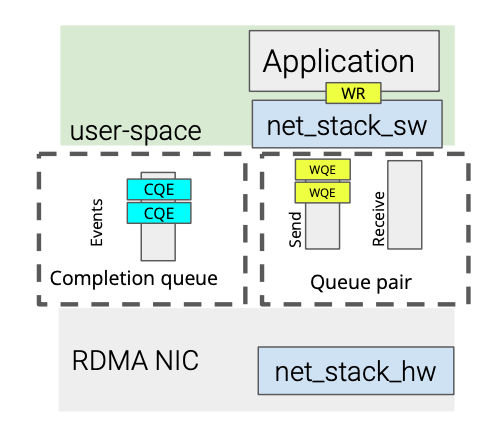 Application
WR
net_stack_sw
user-space
CQE
CQE
Events
Completion queue
WQE
WQE
Send
Receive
Queue pair
RDMA NIC
net_stack_hw